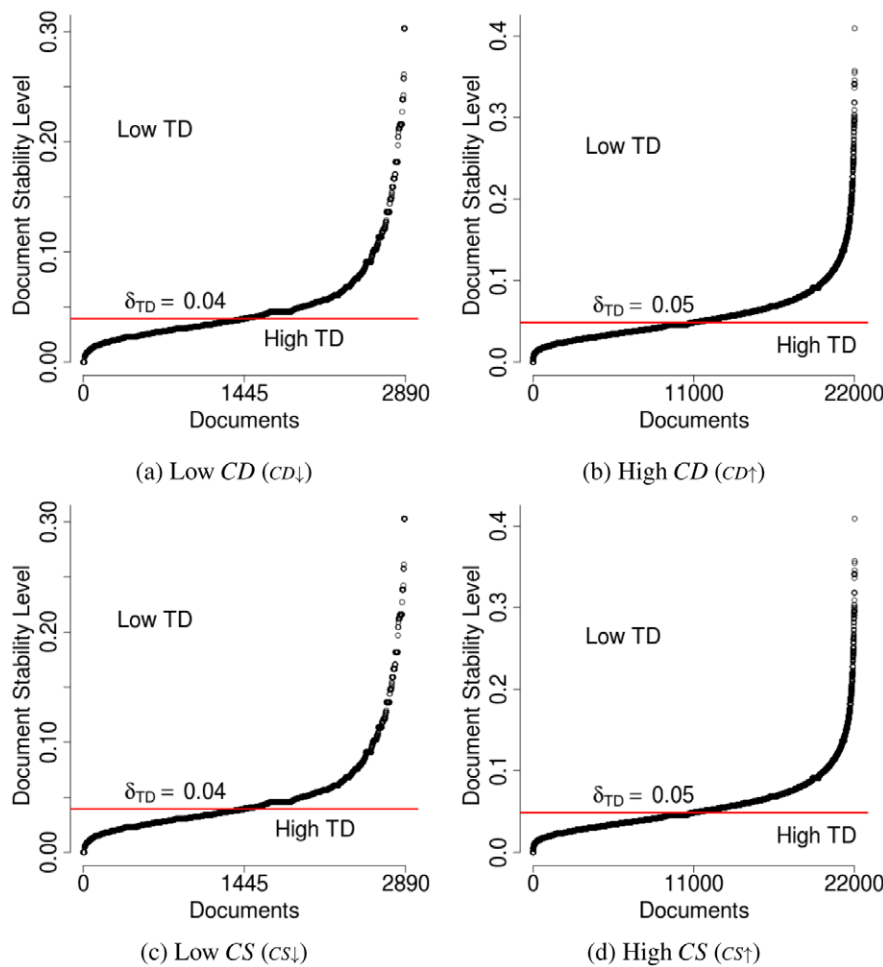 0.30
0.20
0.10
0.00
Document Stability Level
Low TD
δTD = 0.04
High TD
0 1445 2890
Documents
(a) Low CD (CD↓)
0.4
0.3
0.2
0.1
0.0
Document Stability Level
Low TD
δTD = 0.05
High TD
0 11000 22000
Documents
(b) High CD (CD↑)
0.30
0.20
0.10
0.00
Document Stability Level
Low TD
δTD = 0.04
High TD
0 1445 2890
Documents
(c) Low CS (CS↓)
0.4
0.3
0.2
0.1
0.0
Document Stability Level
Low TD
δTD = 0.05
High TD
0 11000 22000
Documents
(d) High CS (CS↑)